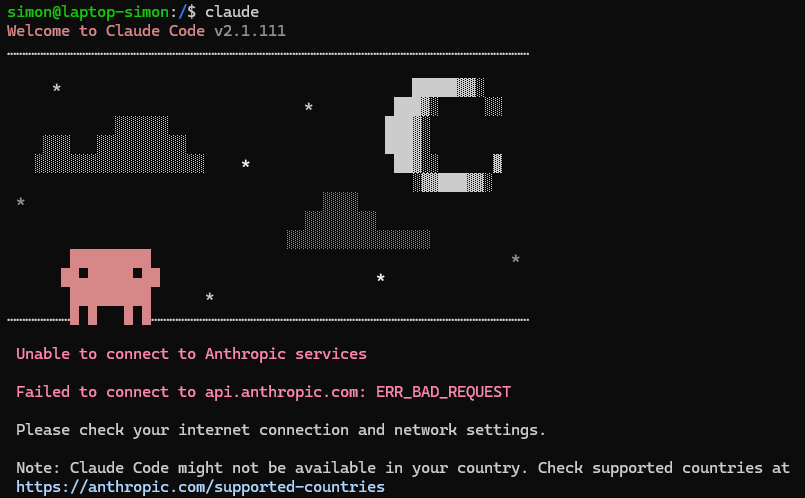 simon@laptop-simon:/$ claude
Welcome to Claude Code v2.1.111
Unable to connect to Anthropic services
Failed to connect to api.anthropic.com: ERR_BAD_REQUEST
Please check your internet connection and network settings.
Note: Claude Code might not be available in your country. Check supported countries at
https://anthropic.com/supported-countries